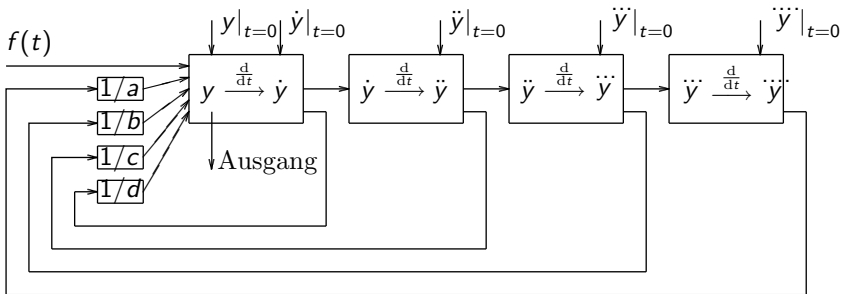 y|t=0 ẏ|t=0 ÿ|t=0 y⃛|t=0 y⃜|t=0
f(t)
y d/dt → ẏ
ẏ d/dt → ÿ
ÿ d/dt → y⃛
y⃛ d/dt → y⃜
1/a
1/b
1/c
1/d
Ausgang